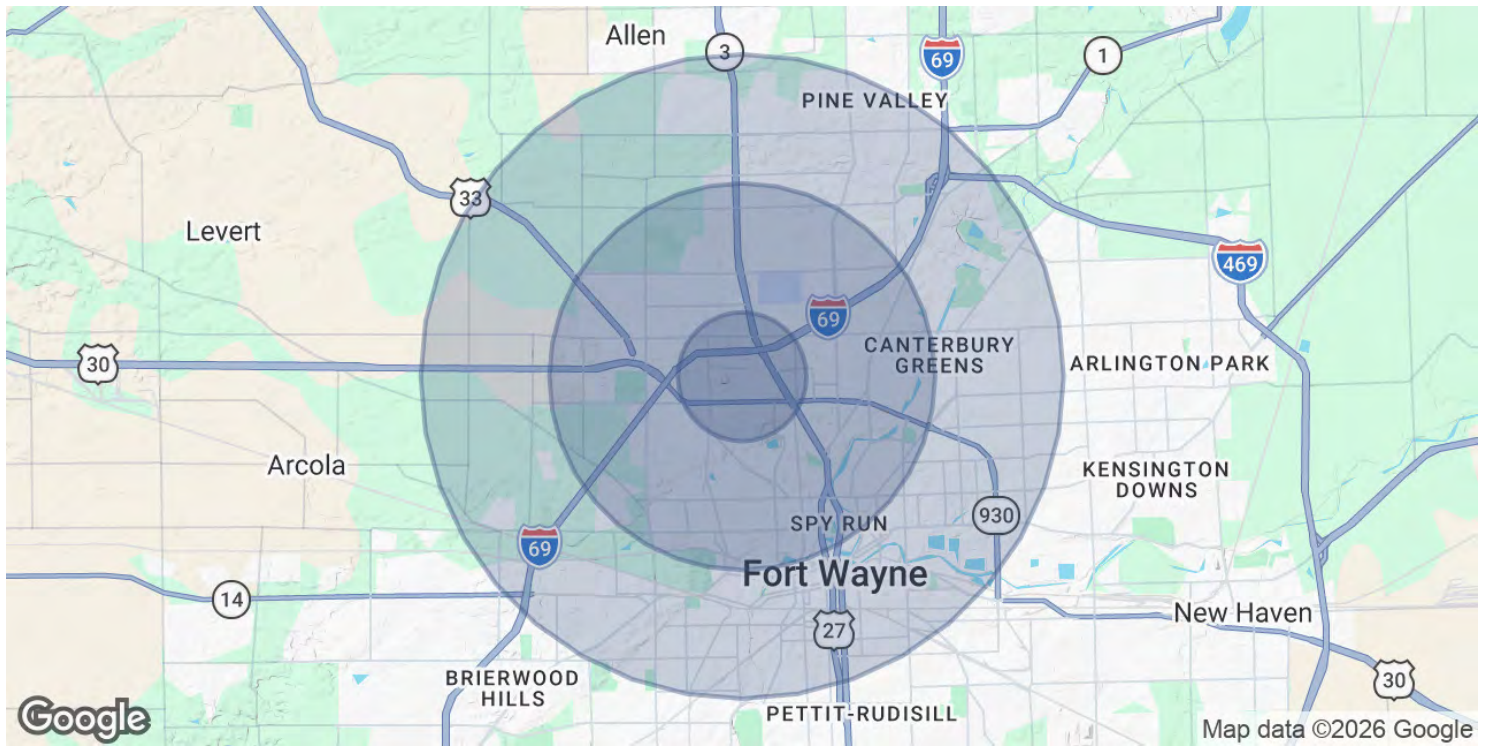 Allen
3
69
1
PINE VALLEY
33
Levert
469
69
CANTERBURY
GREENS
30
ARLINGTON PARK
Arcola
KENSINGTON
DOWNS
930
SPY RUN
69
Fort Wayne
14
New Haven
27
BRIERWOOD
HILLS
30
PETTIT-RUDISILL
Google
Map data ©2026 Google